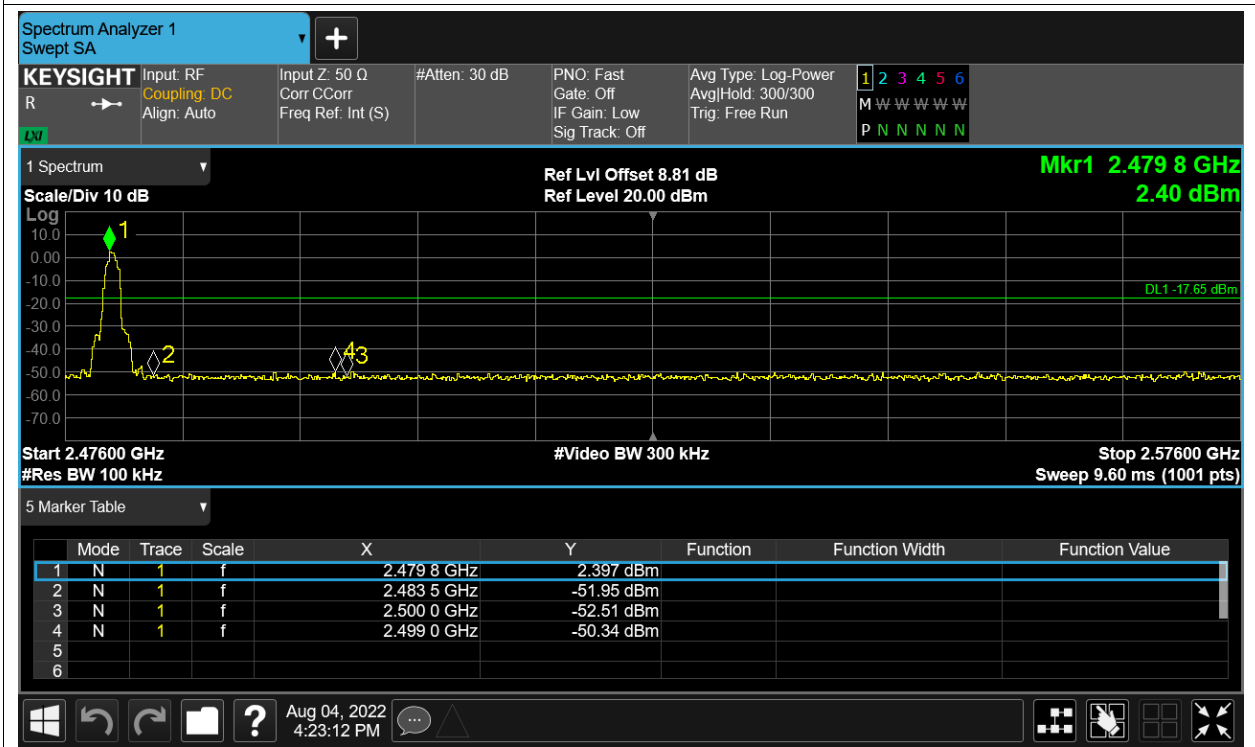 Spectrum Analyzer 1
Swept SA
KEYSIGHT Input: RF Input Z: 50 Ω #Atten: 30 dB PNO: Fast Avg Type: Log-Power 1 2 3 4 5 6
R Coupling: DC Corr CCorr Gate: Off Avg|Hold: 300/300 M W W W W W
Align: Auto Freq Ref: Int (S) IF Gain: Low Trig: Free Run
LXI Sig Track: Off P N N N N N
1 Spectrum Ref Lvl Offset 8.81 dB Mkr1 2.479 8 GHz
Scale/Div 10 dB Ref Level 20.00 dBm 2.40 dBm
Log
10.0 1
0.00
-10.0
DL1 -17.65 dBm
-20.0
-30.0
-40.0 2 43
-50.0
-60.0
-70.0
Start 2.47600 GHz #Video BW 300 kHz Stop 2.57600 GHz
#Res BW 100 kHz Sweep 9.60 ms (1001 pts)
5 Marker Table
Mode Trace Scale X Y Function Function Width Function Value
1 N 1 f 2.479 8 GHz 2.397 dBm
2 N 1 f 2.483 5 GHz -51.95 dBm
3 N 1 f 2.500 0 GHz -52.51 dBm
4 N 1 f 2.499 0 GHz -50.34 dBm
5
6
? Aug 04, 2022
4:23:12 PM